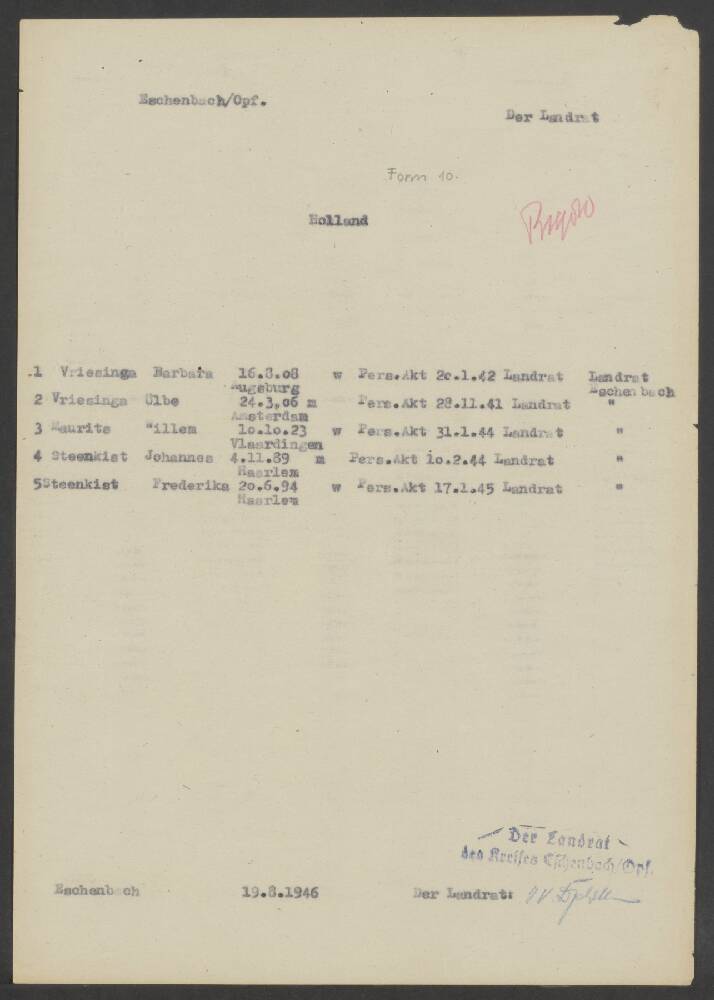 Eschenbach/Opf.
Der Landrat
Form 10.
Holland
1 Vriesinga Barbara 16.8.08 w Pers.Akt 20.1.42 Landrat Landrat
Augsburg Eschenbach
2 Vriesinga Ulbe 24.3.06 m Pers.Akt 28.11.41 Landrat "
Amsterdam
3 Maurits Willem 1o.1o.23 w Pers.Akt 31.1.44 Landrat "
Vlaardingen
4 Steenkist Johannes 4.11.89 m Pers.Akt 1o.2.44 Landrat "
Haarlem
5Steenkist Frederika 2o.6.94 w Pers.Akt 17.1.45 Landrat "
Haarlem
Der Landrat
des Kreises Eschenbach/Opf.
Eschenbach 19.8.1946 Der Landrat: